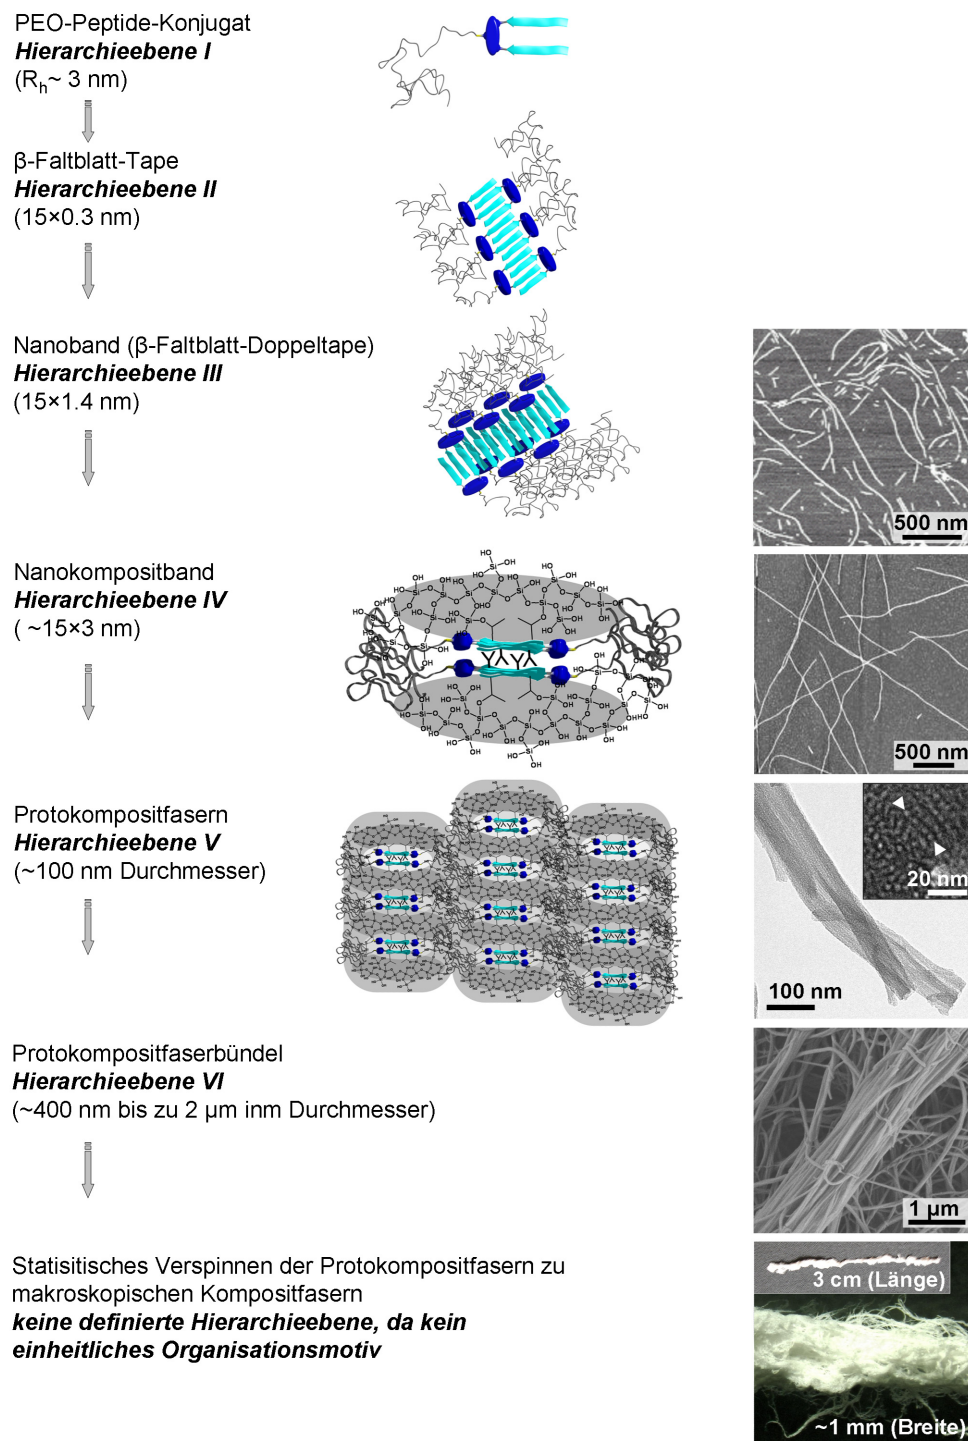 PEO-Peptide-Konjugat
Hierarchieebene I
(Rh~ 3 nm)
β-Faltblatt-Tape
Hierarchieebene II
(15×0.3 nm)
Nanoband (β-Faltblatt-Doppeltape)
Hierarchieebene III
(15×1.4 nm)
500 nm
Nanokompositband
Hierarchieebene IV
( ~15×3 nm)
500 nm
Protokompositfasern
Hierarchieebene V
(~100 nm Durchmesser)
20 nm
100 nm
Protokompositfaserbündel
Hierarchieebene VI
(~400 nm bis zu 2 µm inm Durchmesser)
1 µm
Statisitisches Verspinnen der Protokompositfasern zu
makroskopischen Kompositfasern
keine definierte Hierarchieebene, da kein
einheitliches Organisationsmotiv
3 cm (Länge)
~1 mm (Breite)